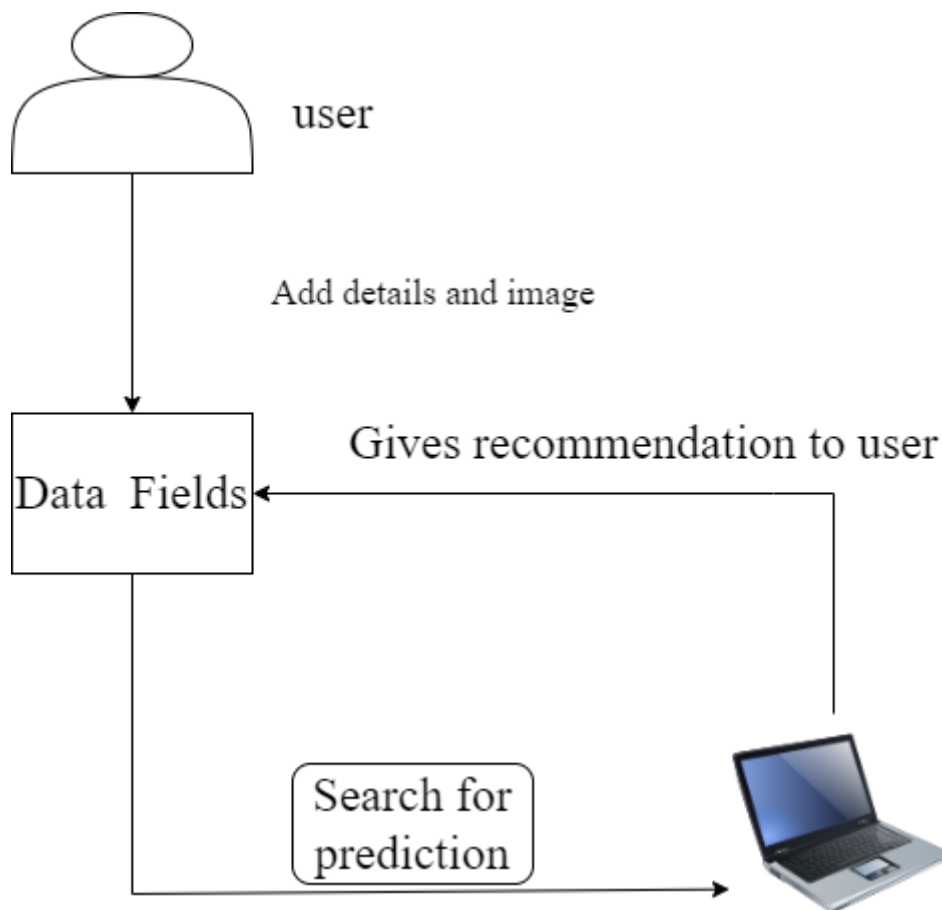 user
Add details and image
Gives recommendation to user
Data Fields
Search for
prediction